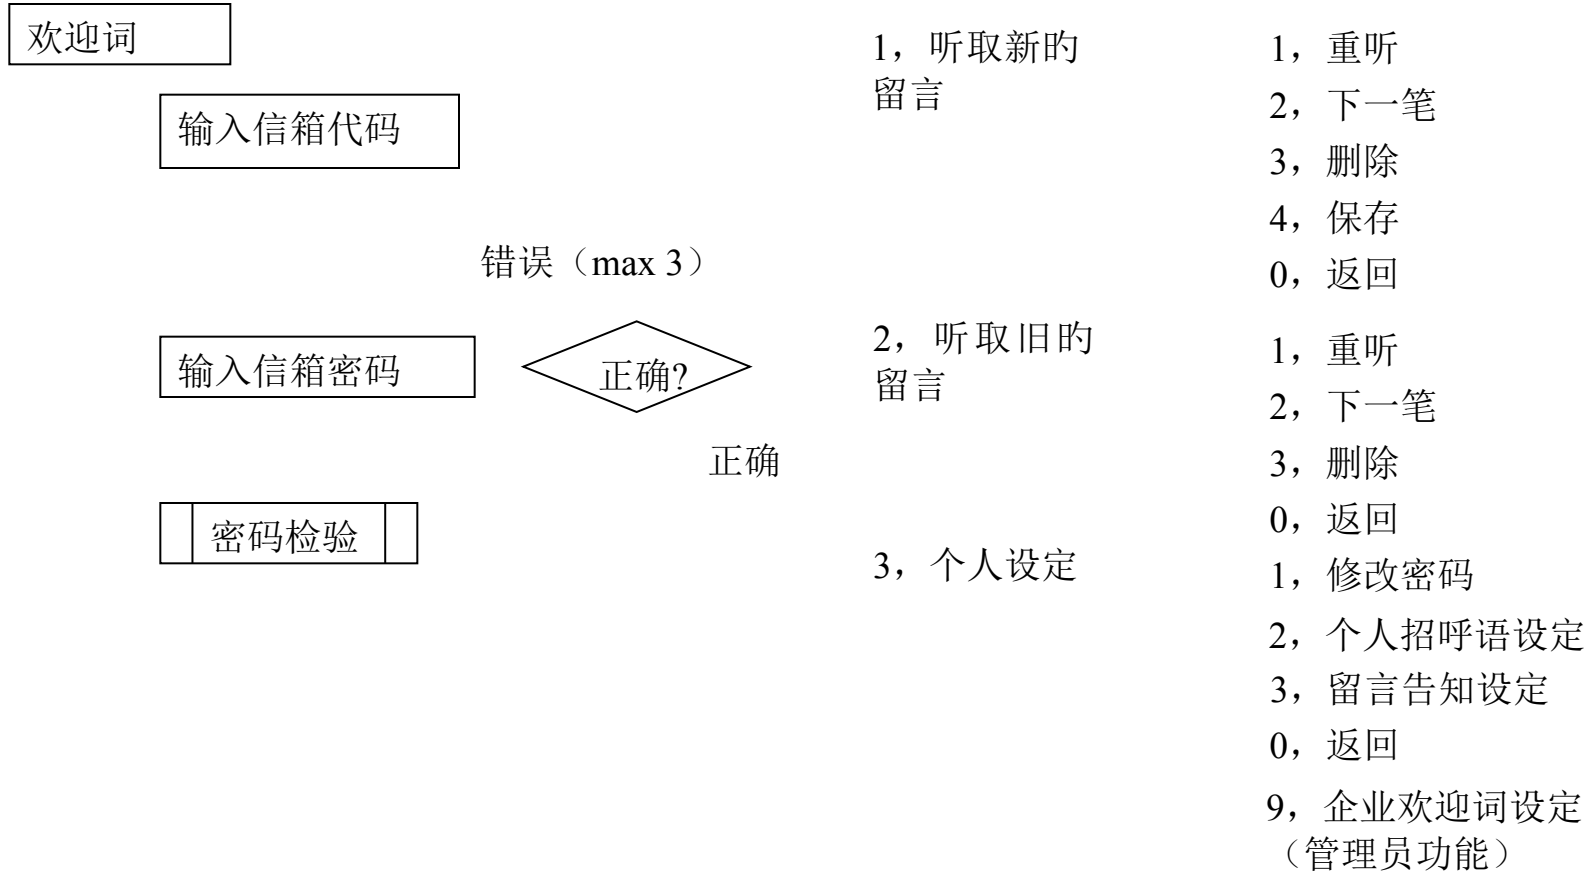 欢迎词
输入信箱代码
错误（max 3）
输入信箱密码
正确?
正确
密码检验
1，听取新旳
留言
2，听取旧旳
留言
3，个人设定
1，重听
2，下一笔
3，删除
4，保存
0，返回
1，重听
2，下一笔
3，删除
0，返回
1，修改密码
2，个人招呼语设定
3，留言告知设定
0，返回
9，企业欢迎词设定
（管理员功能）